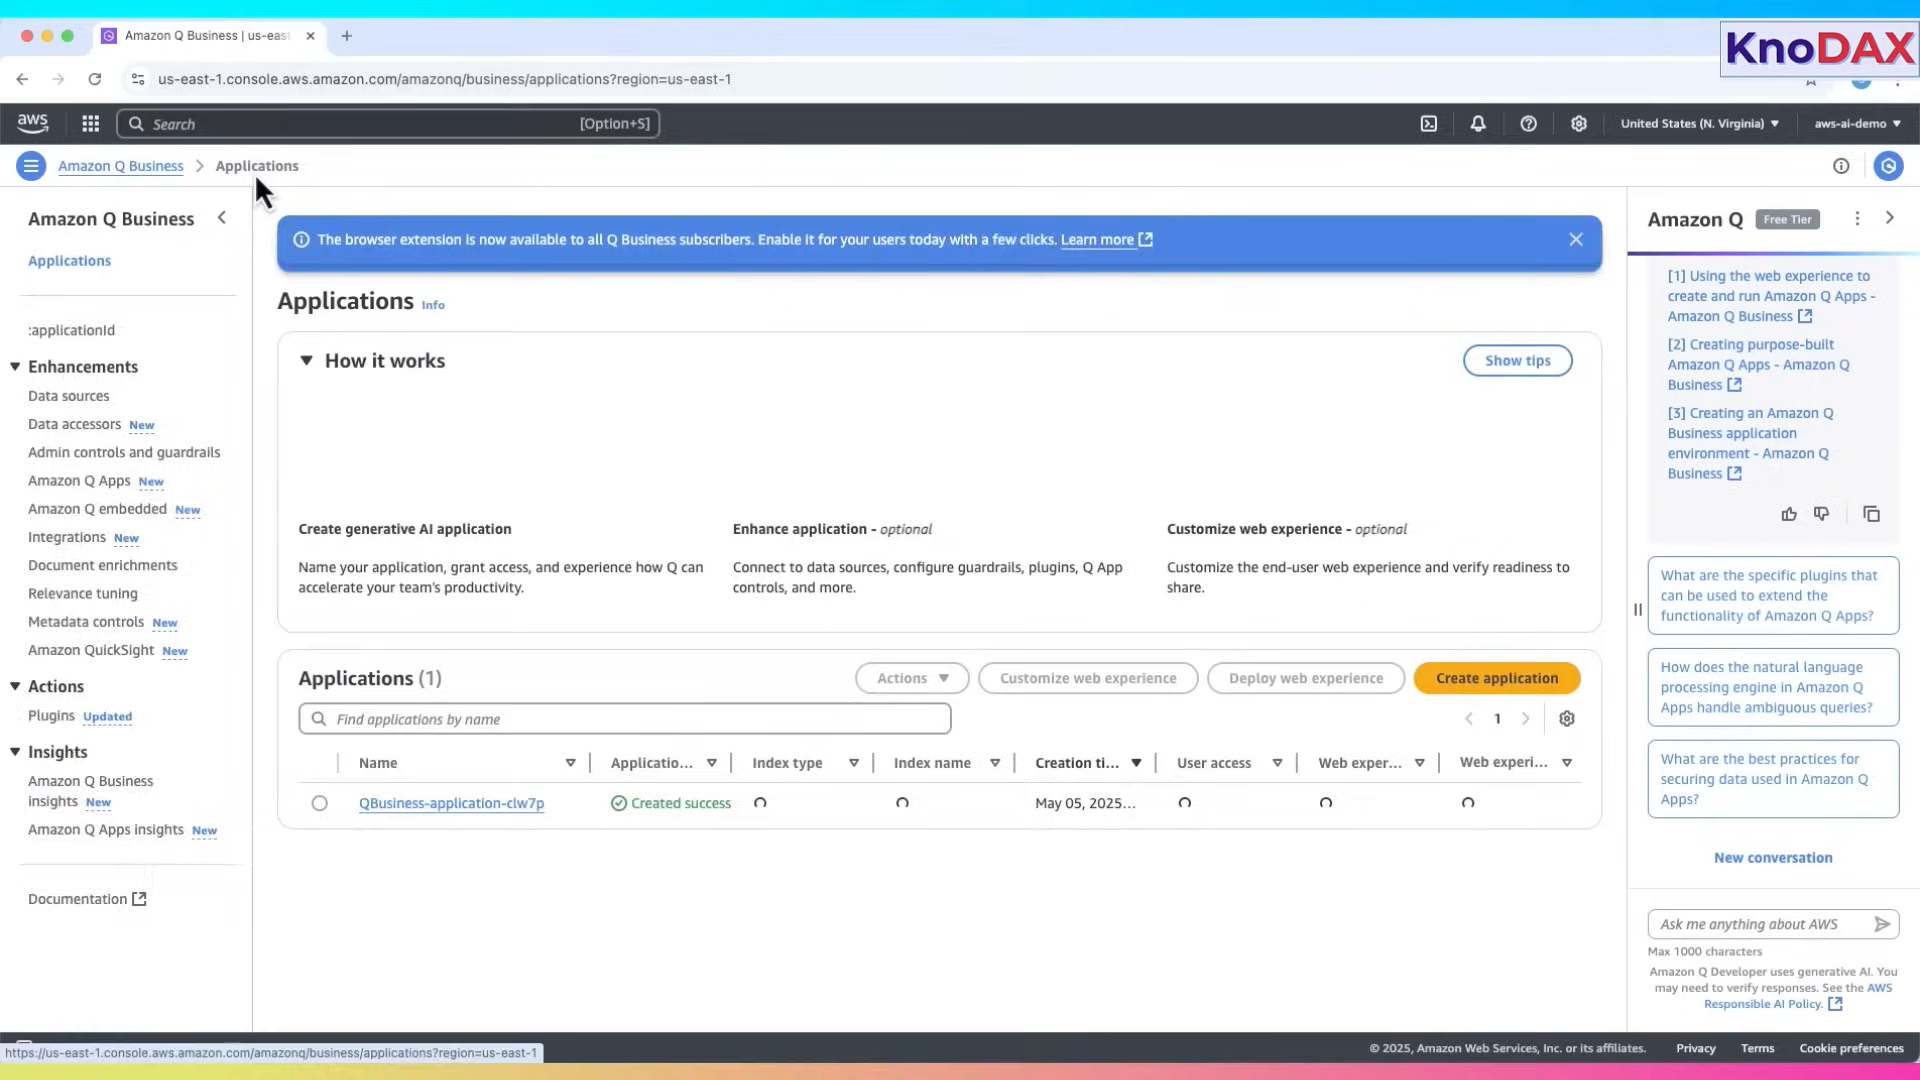 Amazon Q Business | us-eas
KnoDAX
us-east-1.console.aws.amazon.com/amazonq/business/applications?region=us-east-1
aws
Search
[Option+S]
United States (N. Virginia)
aws-ai-demo
Amazon Q Business
Applications
Amazon Q Business
Applications
:applicationId
Enhancements
Data sources
Data accessors New
Admin controls and guardrails
Amazon Q Apps New
Amazon Q embedded New
Integrations New
Document enrichments
Relevance tuning
Metadata controls New
Amazon QuickSight New
Actions
Plugins Updated
Insights
Amazon Q Business
insights New
Amazon Q Apps insights New
Documentation
The browser extension is now available to all Q Business subscribers. Enable it for your users today with a few clicks. Learn more
Applications Info
How it works
Show tips
Create generative AI application
Name your application, grant access, and experience how Q can
accelerate your team's productivity.
Enhance application - optional
Connect to data sources, configure guardrails, plugins, Q App
controls, and more.
Customize web experience - optional
Customize the end-user web experience and verify readiness to
share.
Applications (1)
Actions
Customize web experience
Deploy web experience
Create application
Find applications by name
1
Name
Applicatio...
Index type
Index name
Creation ti...
User access
Web exper...
Web experi...
QBusiness-application-clw7p
Created success
May 05, 2025...
Amazon Q Free Tier
[1] Using the web experience to
create and run Amazon Q Apps -
Amazon Q Business
[2] Creating purpose-built
Amazon Q Apps - Amazon Q
Business
[3] Creating an Amazon Q
Business application
environment - Amazon Q
Business
What are the specific plugins that
can be used to extend the
functionality of Amazon Q Apps?
How does the natural language
processing engine in Amazon Q
Apps handle ambiguous queries?
What are the best practices for
securing data used in Amazon Q
Apps?
New conversation
Ask me anything about AWS
Max 1000 characters
Amazon Q Developer uses generative AI. You
may need to verify responses. See the AWS
Responsible AI Policy.
https://us-east-1.console.aws.amazon.com/amazonq/business/applications?region=us-east-1
© 2025, Amazon Web Services, Inc. or its affiliates.
Privacy
Terms
Cookie preferences